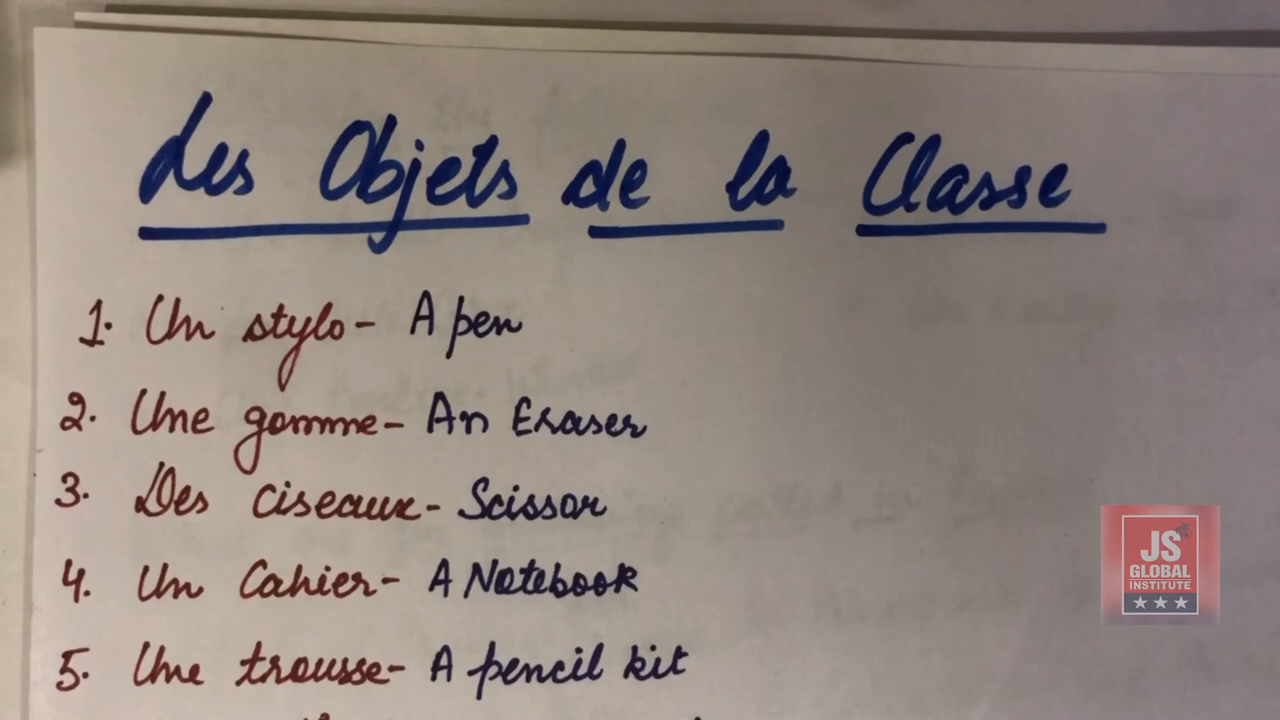 Les Objets de la Classe
1. Un stylo - A pen
2. Une gomme - An Eraser
3. Des ciseaux - Scissor
4. Un Cahier - A Notebook
5. Une trousse - A pencil kit
JS
GLOBAL
INSTITUTE